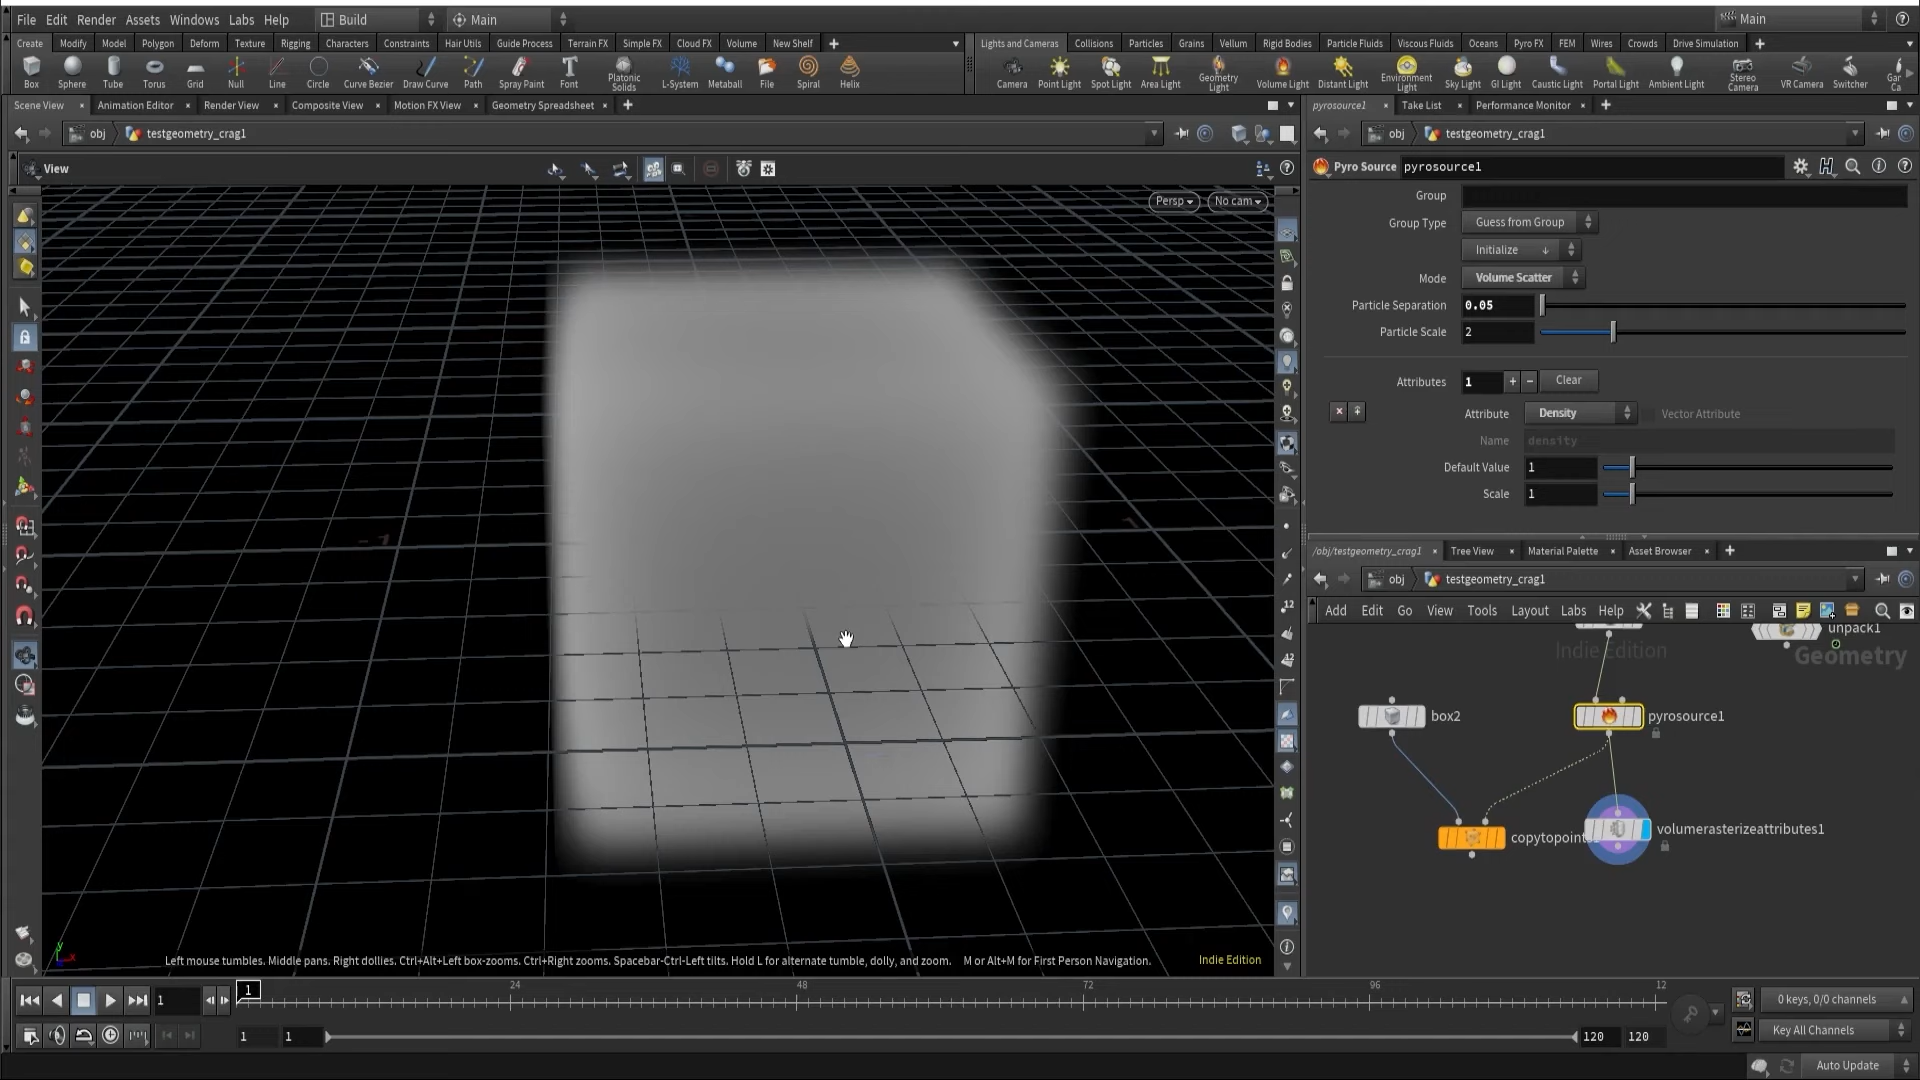 File Edit Render Assets Windows Labs Help Build Main Main
Create Modify Model Polygon Deform Texture Rigging Characters Constraints Hair Utils Guide Process Terrain FX Simple FX Cloud FX Volume New Shelf
Lights and Cameras Collisions Particles Grains Vellum Rigid Bodies Particle Fluids Viscous Fluids Oceans Pyro FX FEM Wires Crowds Drive Simulation
Box Sphere Tube Torus Grid Null Line Circle Curve Bezier Draw Curve Path Spray Paint Font Platonic Solids L-System Metaball File Spiral Helix
Camera Point Light Spot Light Area Light Geometry Light Volume Light Distant Light Environment Light Sky Light GI Light Caustic Light Portal Light Ambient Light Stereo Camera VR Camera Switcher Gar Ca
Scene View Animation Editor Render View Composite View Motion FX View Geometry Spreadsheet
pyrosource1 Take List Performance Monitor
obj testgeometry_crag1
obj testgeometry_crag1
View
Persp No cam
Pyro Source pyrosource1
Group
Group Type Guess from Group
Initialize
Mode Volume Scatter
Particle Separation 0.05
Particle Scale 2
Attributes 1 + − Clear
Attribute Density Vector Attribute
Name density
Default Value 1
Scale 1
-1
12
/obj/testgeometry_crag1 Tree View Material Palette Asset Browser
obj testgeometry_crag1
Add Edit Go View Tools Layout Labs Help
unpack1
Indie Edition
Geometry
box2
pyrosource1
copytopoint
volumerasterizeattributes1
Left mouse tumbles. Middle pans. Right dollies. Ctrl+Alt+Left box-zooms. Ctrl+Right zooms. Spacebar-Ctrl-Left tilts. Hold L for alternate tumble, dolly, and zoom. M or Alt+M for First Person Navigation.
Indie Edition
1 1 24 48 72 96 12
0 keys, 0/0 channels
1 1 120 120
Key All Channels
Auto Update